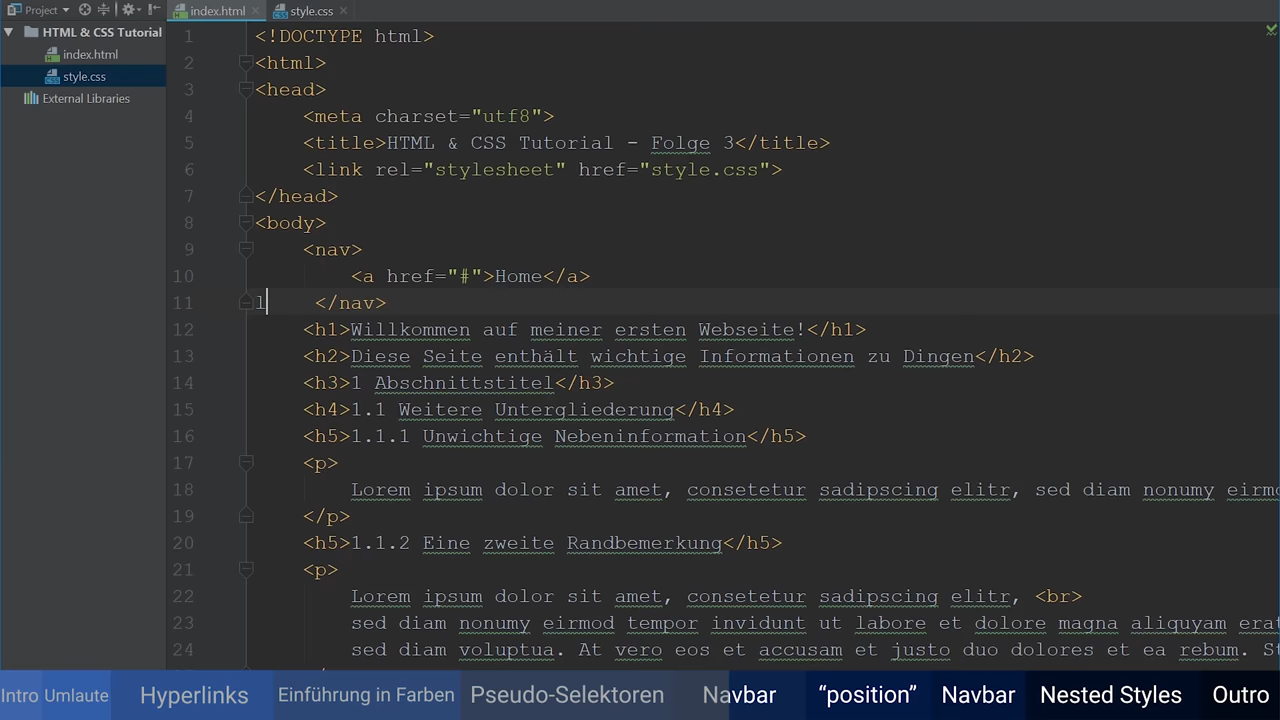 Project index.html style.css
HTML & CSS Tutorial
index.html
style.css
External Libraries
1 <!DOCTYPE html>
2 <html>
3 <head>
4 <meta charset="utf8">
5 <title>HTML & CSS Tutorial - Folge 3</title>
6 <link rel="stylesheet" href="style.css">
7 </head>
8 <body>
9 <nav>
10 <a href="#">Home</a>
11 l </nav>
12 <h1>Willkommen auf meiner ersten Webseite!</h1>
13 <h2>Diese Seite enthält wichtige Informationen zu Dingen</h2>
14 <h3>1 Abschnittstitel</h3>
15 <h4>1.1 Weitere Untergliederung</h4>
16 <h5>1.1.1 Unwichtige Nebeninformation</h5>
17 <p>
18 Lorem ipsum dolor sit amet, consetetur sadipscing elitr, sed diam nonumy eirmo
19 </p>
20 <h5>1.1.2 Eine zweite Randbemerkung</h5>
21 <p>
22 Lorem ipsum dolor sit amet, consetetur sadipscing elitr, <br>
23 sed diam nonumy eirmod tempor invidunt ut labore et dolore magna aliquyam erat
24 sed diam voluptua. At vero eos et accusam et justo duo dolores et ea rebum. St
Intro Umlaute Hyperlinks Einführung in Farben Pseudo-Selektoren Navbar “position” Navbar Nested Styles Outro